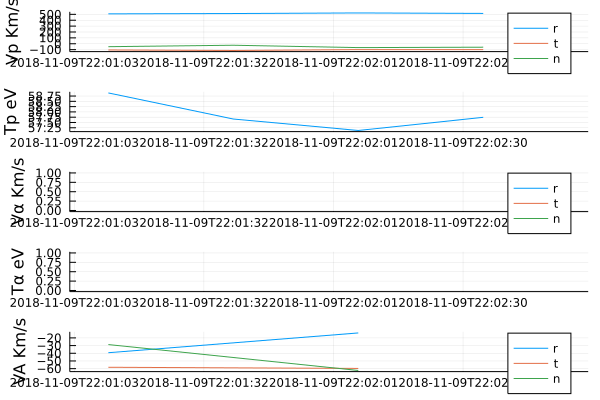 Vp Km/s
500
400
300
200
100
0
−100
2018-11-09T22:01:03 2018-11-09T22:01:32 2018-11-09T22:02:01 2018-11-09T22:02
r
t
n
Tp eV
58.75
58.50
58.25
58.00
57.75
57.50
57.25
2018-11-09T22:01:03 2018-11-09T22:01:32 2018-11-09T22:02:01 2018-11-09T22:02:30
Vα Km/s
1.00
0.75
0.50
0.25
0.00
2018-11-09T22:01:03 2018-11-09T22:01:32 2018-11-09T22:02:01 2018-11-09T22:02
r
t
n
Tα eV
1.00
0.75
0.50
0.25
0.00
2018-11-09T22:01:03 2018-11-09T22:01:32 2018-11-09T22:02:01 2018-11-09T22:02:30
VA Km/s
−20
−30
−40
−50
−60
2018-11-09T22:01:03 2018-11-09T22:01:32 2018-11-09T22:02:01 2018-11-09T22:02
r
t
n